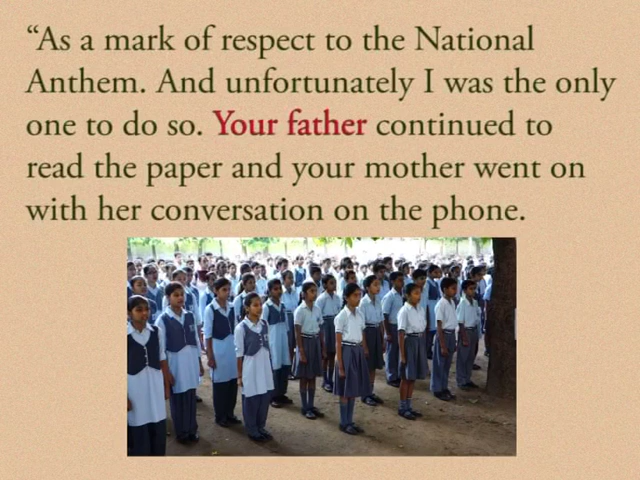 “As a mark of respect to the National
Anthem. And unfortunately I was the only
one to do so. Your father continued to
read the paper and your mother went on
with her conversation on the phone.